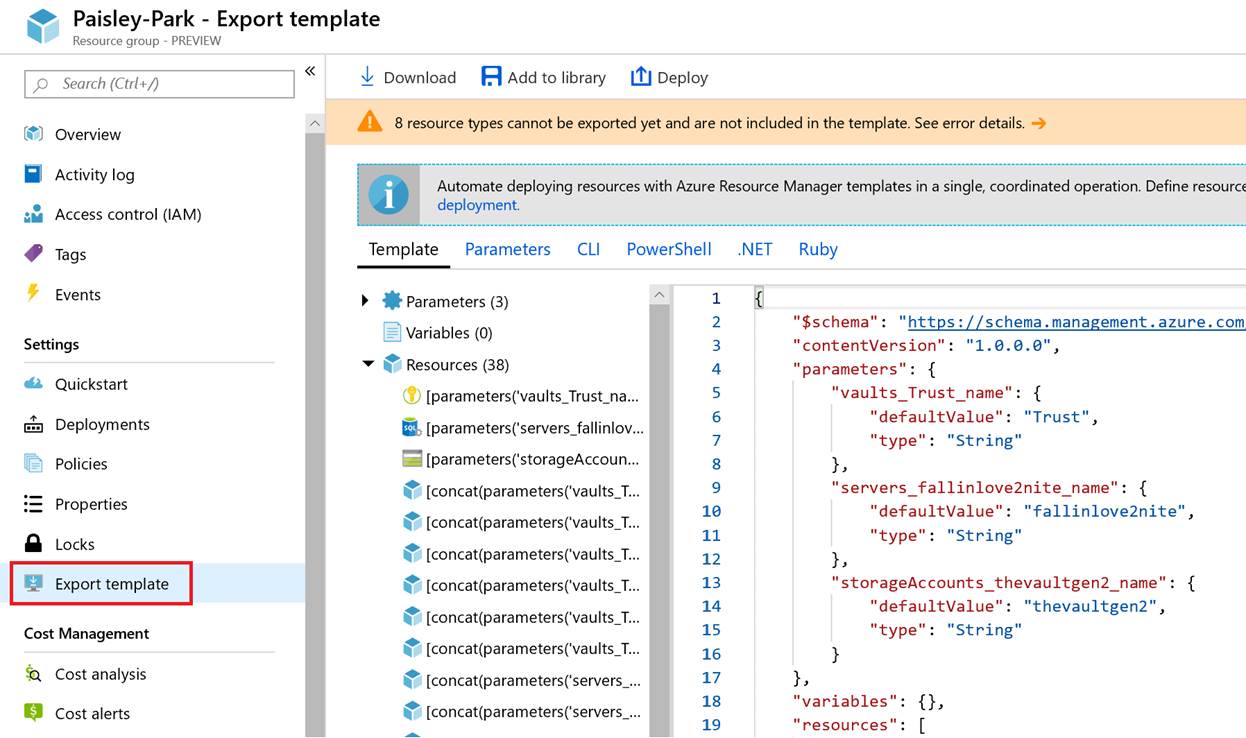 Paisley-Park - Export template
Resource group - PREVIEW
Search (Ctrl+/)
«
Overview
Activity log
Access control (IAM)
Tags
Events
Settings
Quickstart
Deployments
Policies
Properties
Locks
Export template
Cost Management
Cost analysis
Cost alerts
Download Add to library Deploy
8 resource types cannot be exported yet and are not included in the template. See error details. →
Automate deploying resources with Azure Resource Manager templates in a single, coordinated operation. Define resource
deployment.
Template Parameters CLI PowerShell .NET Ruby
Parameters (3)
Variables (0)
Resources (38)
[parameters('vaults_Trust_na...
[parameters('servers_fallinlov...
[parameters('storageAccoun...
[concat(parameters('vaults_T...
[concat(parameters('vaults_T...
[concat(parameters('vaults_T...
[concat(parameters('vaults_T...
[concat(parameters('vaults_T...
[concat(parameters('vaults_T...
[concat(parameters('servers_...
[concat(parameters('servers_...
1 {
2 "$schema": "https://schema.management.azure.com
3 "contentVersion": "1.0.0.0",
4 "parameters": {
5 "vaults_Trust_name": {
6 "defaultValue": "Trust",
7 "type": "String"
8 },
9 "servers_fallinlove2nite_name": {
10 "defaultValue": "fallinlove2nite",
11 "type": "String"
12 },
13 "storageAccounts_thevaultgen2_name": {
14 "defaultValue": "thevaultgen2",
15 "type": "String"
16 }
17 },
18 "variables": {},
19 "resources": [